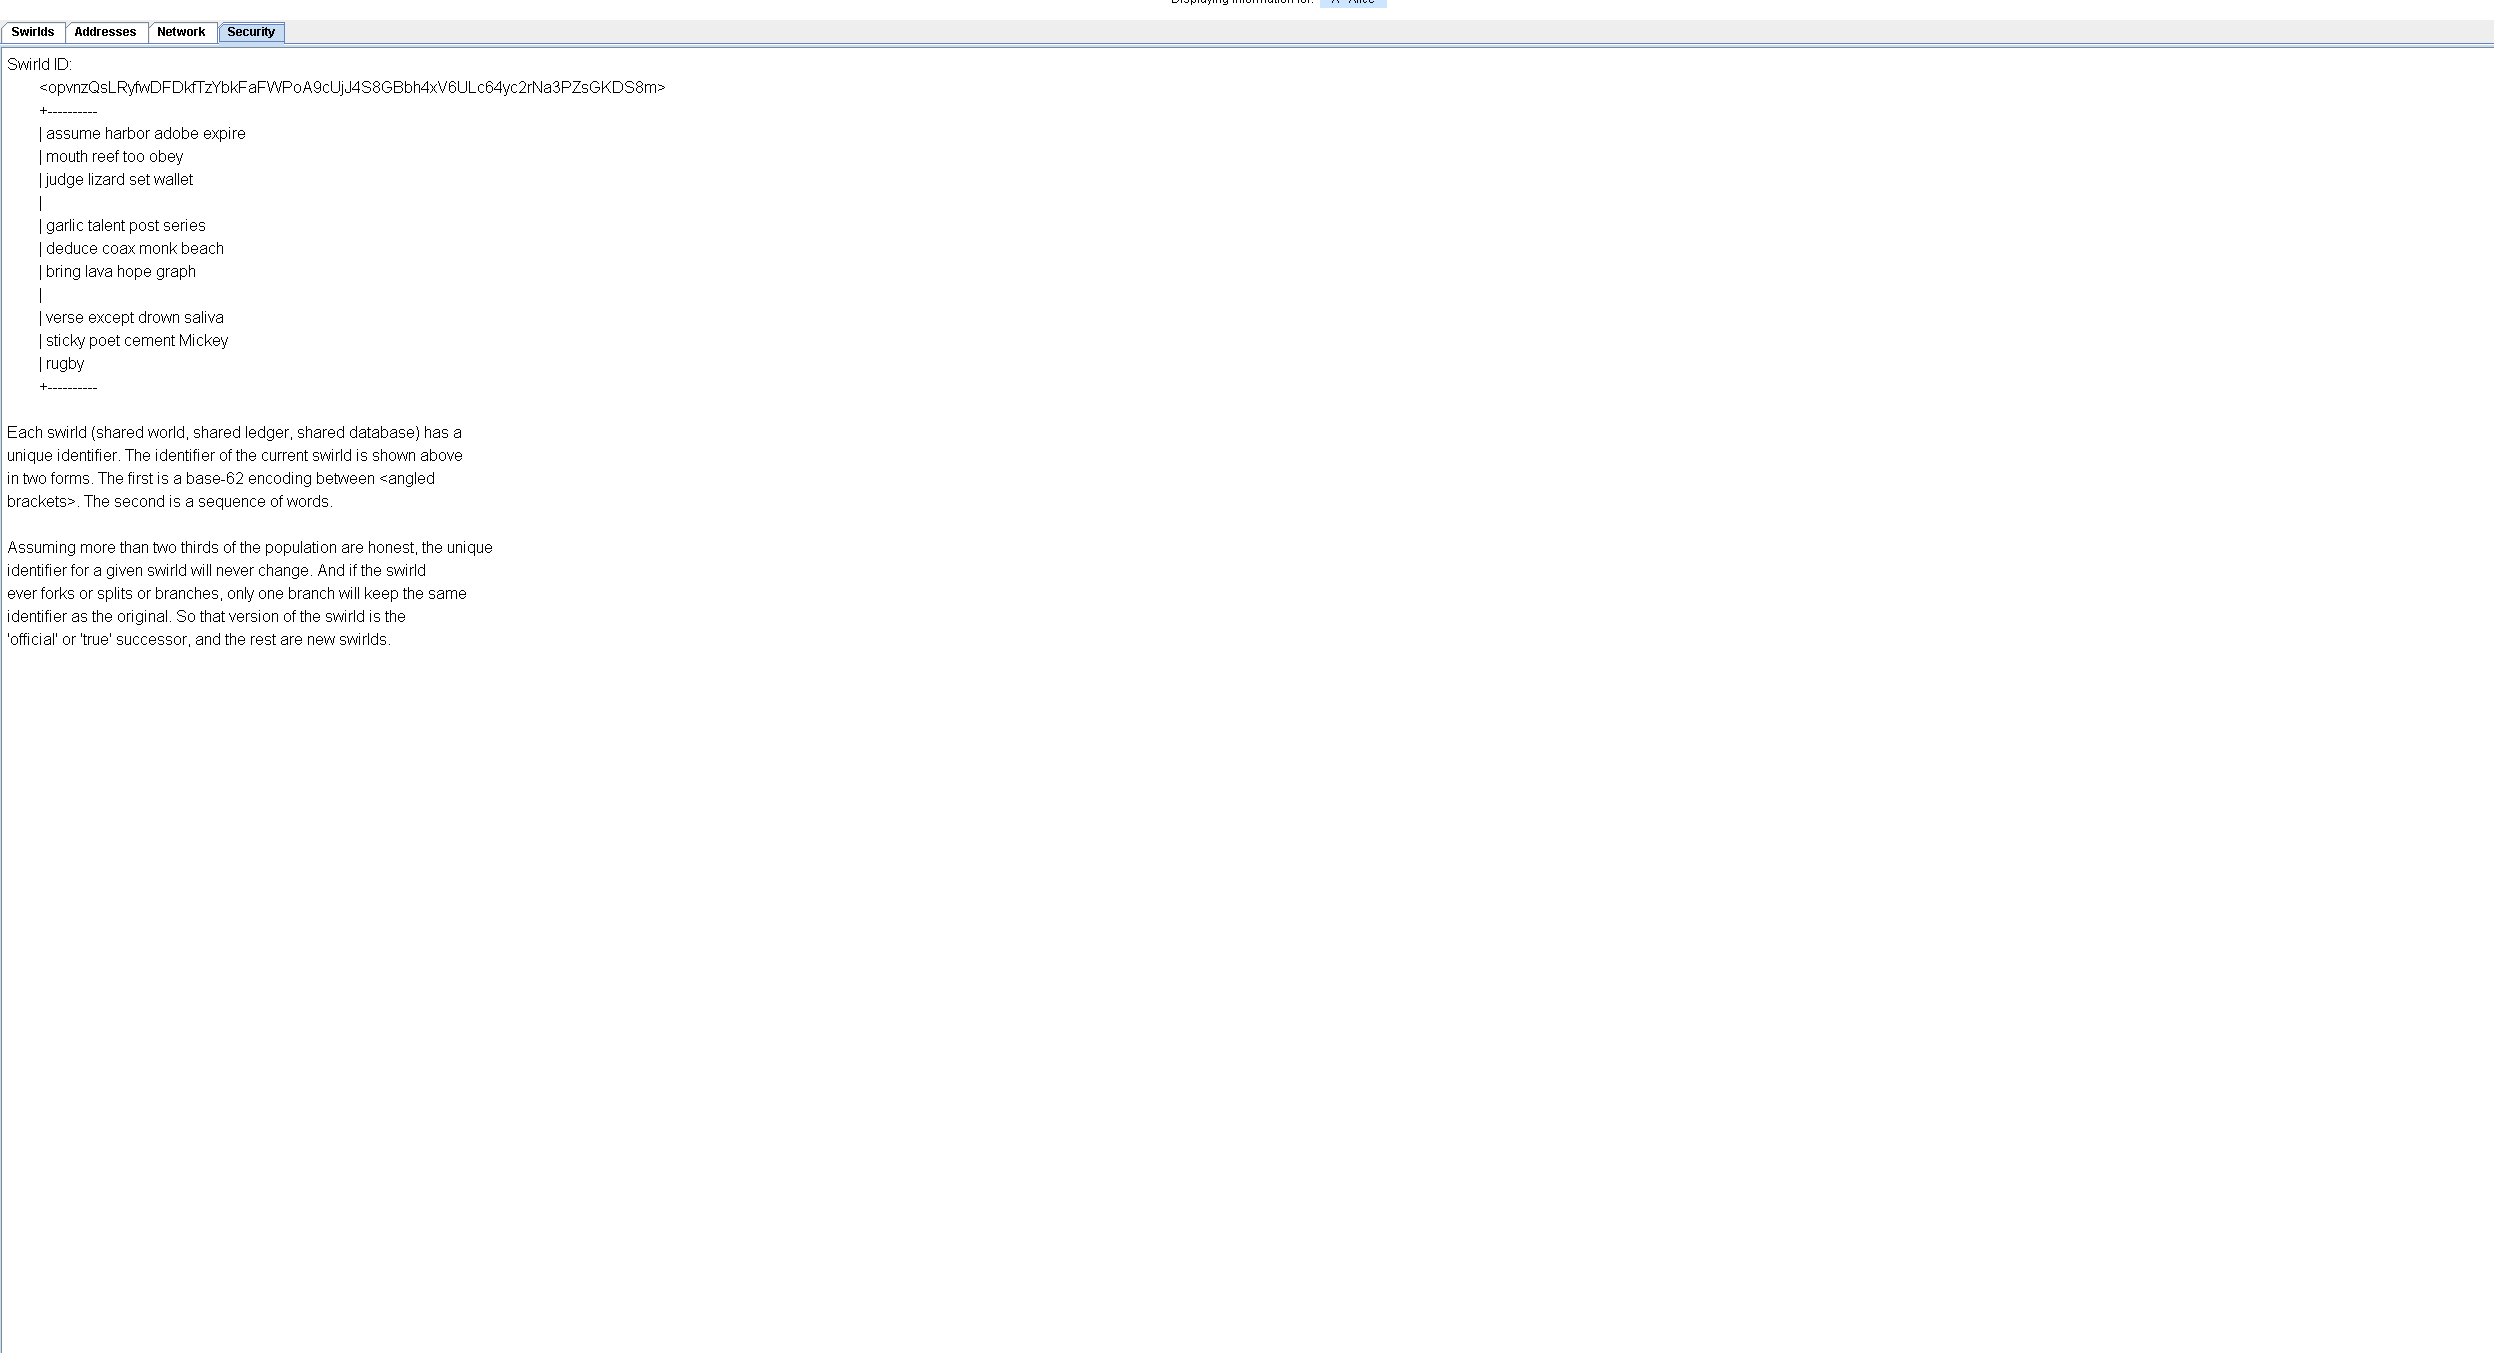 Displaying information for: A - Alice
Swirlds Addresses Network Security
Swirld ID:
<opvnzQsLRyfwDFDkfTzYbkFaFWPoA9cUjJ4S8GBbh4xV6ULc64yc2rNa3PZsGKDS8m>
+----------
| assume harbor adobe expire
| mouth reef too obey
| judge lizard set wallet
|
| garlic talent post series
| deduce coax monk beach
| bring lava hope graph
|
| verse except drown saliva
| sticky poet cement Mickey
| rugby
+----------
Each swirld (shared world, shared ledger, shared database) has a
unique identifier. The identifier of the current swirld is shown above
in two forms. The first is a base-62 encoding between <angled
brackets>. The second is a sequence of words.
Assuming more than two thirds of the population are honest, the unique
identifier for a given swirld will never change. And if the swirld
ever forks or splits or branches, only one branch will keep the same
identifier as the original. So that version of the swirld is the
'official' or 'true' successor, and the rest are new swirlds.